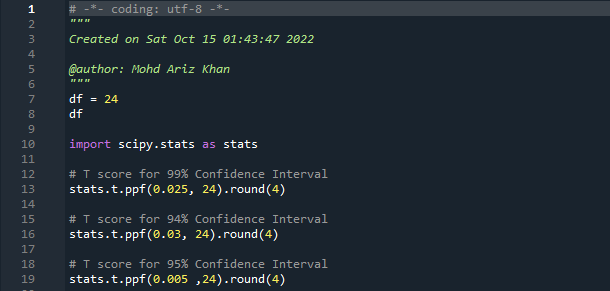 1 # -*- coding: utf-8 -*-
2 """
3 Created on Sat Oct 15 01:43:47 2022
4
5 @author: Mohd Ariz Khan
6 """
7 df = 24
8 df
9
10 import scipy.stats as stats
11
12 # T score for 99% Confidence Interval
13 stats.t.ppf(0.025, 24).round(4)
14
15 # T score for 94% Confidence Interval
16 stats.t.ppf(0.03, 24).round(4)
17
18 # T score for 95% Confidence Interval
19 stats.t.ppf(0.005 ,24).round(4)